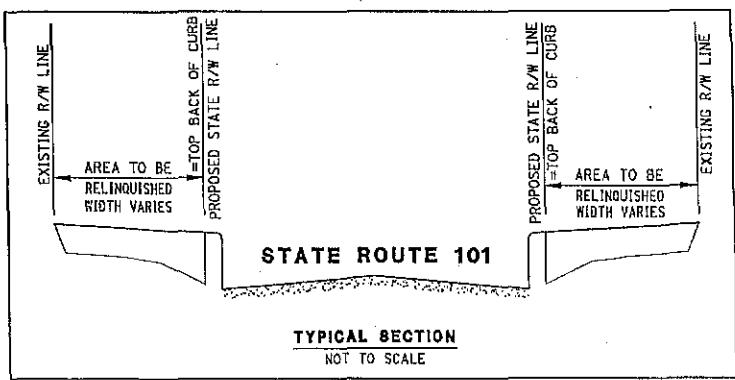 EXISTING R/W LINE
AREA TO BE
RELINQUISHED
WIDTH VARIES
=TOP BACK OF CURB
PROPOSED STATE R/W LINE
STATE ROUTE 101
PROPOSED STATE R/W LINE
=TOP BACK OF CURB
AREA TO BE
RELINQUISHED
WIDTH VARIES
EXISTING R/W LINE
TYPICAL SECTION
NOT TO SCALE